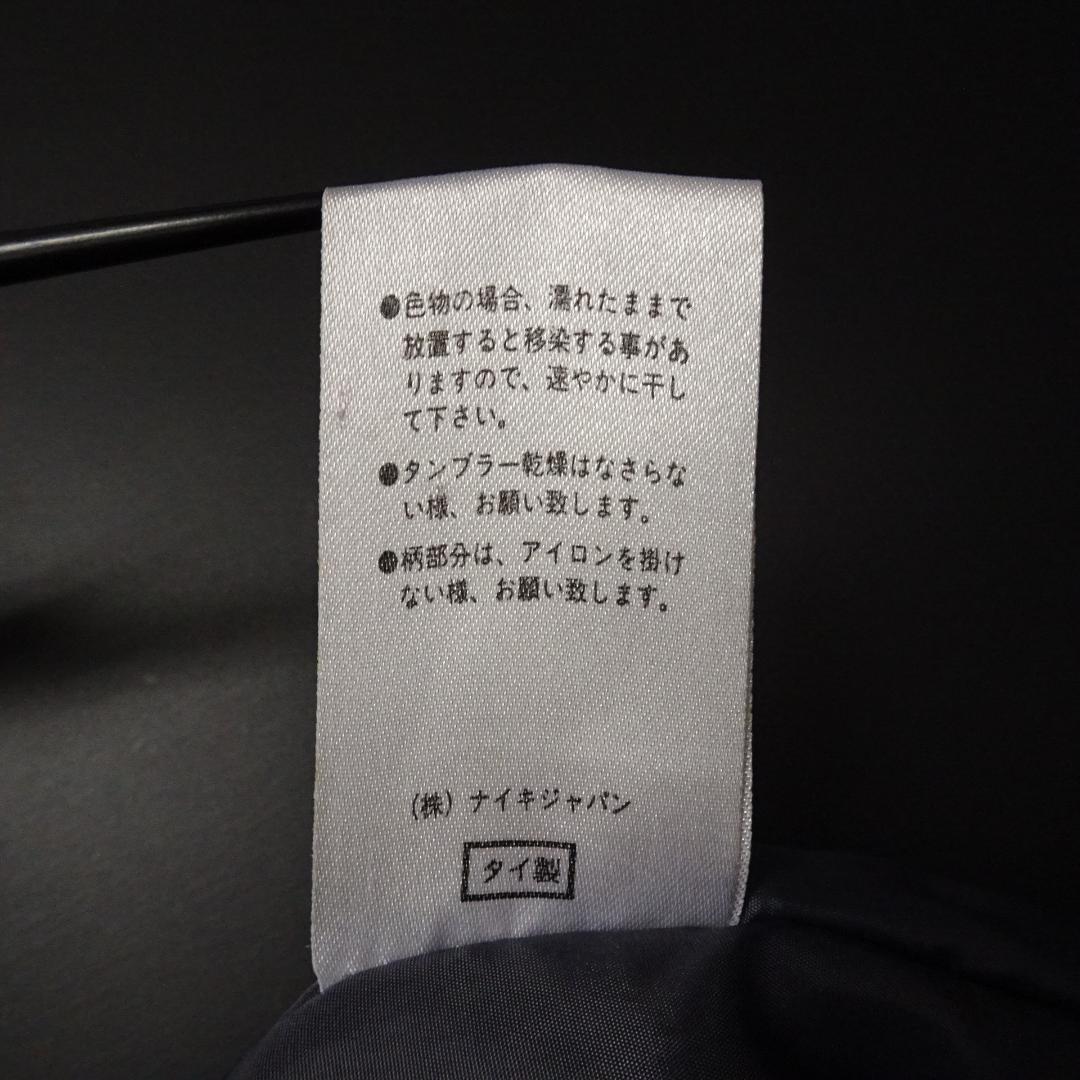 ●色物の場合、濡れたままで
放置すると移染する事があ
りますので、速やかに干し
て下さい。
●タンブラー乾燥はなさらな
い様、お願い致します。
●柄部分は、アイロンを掛け
ない様、お願い致します。
(株) ナイキジャパン
タイ製